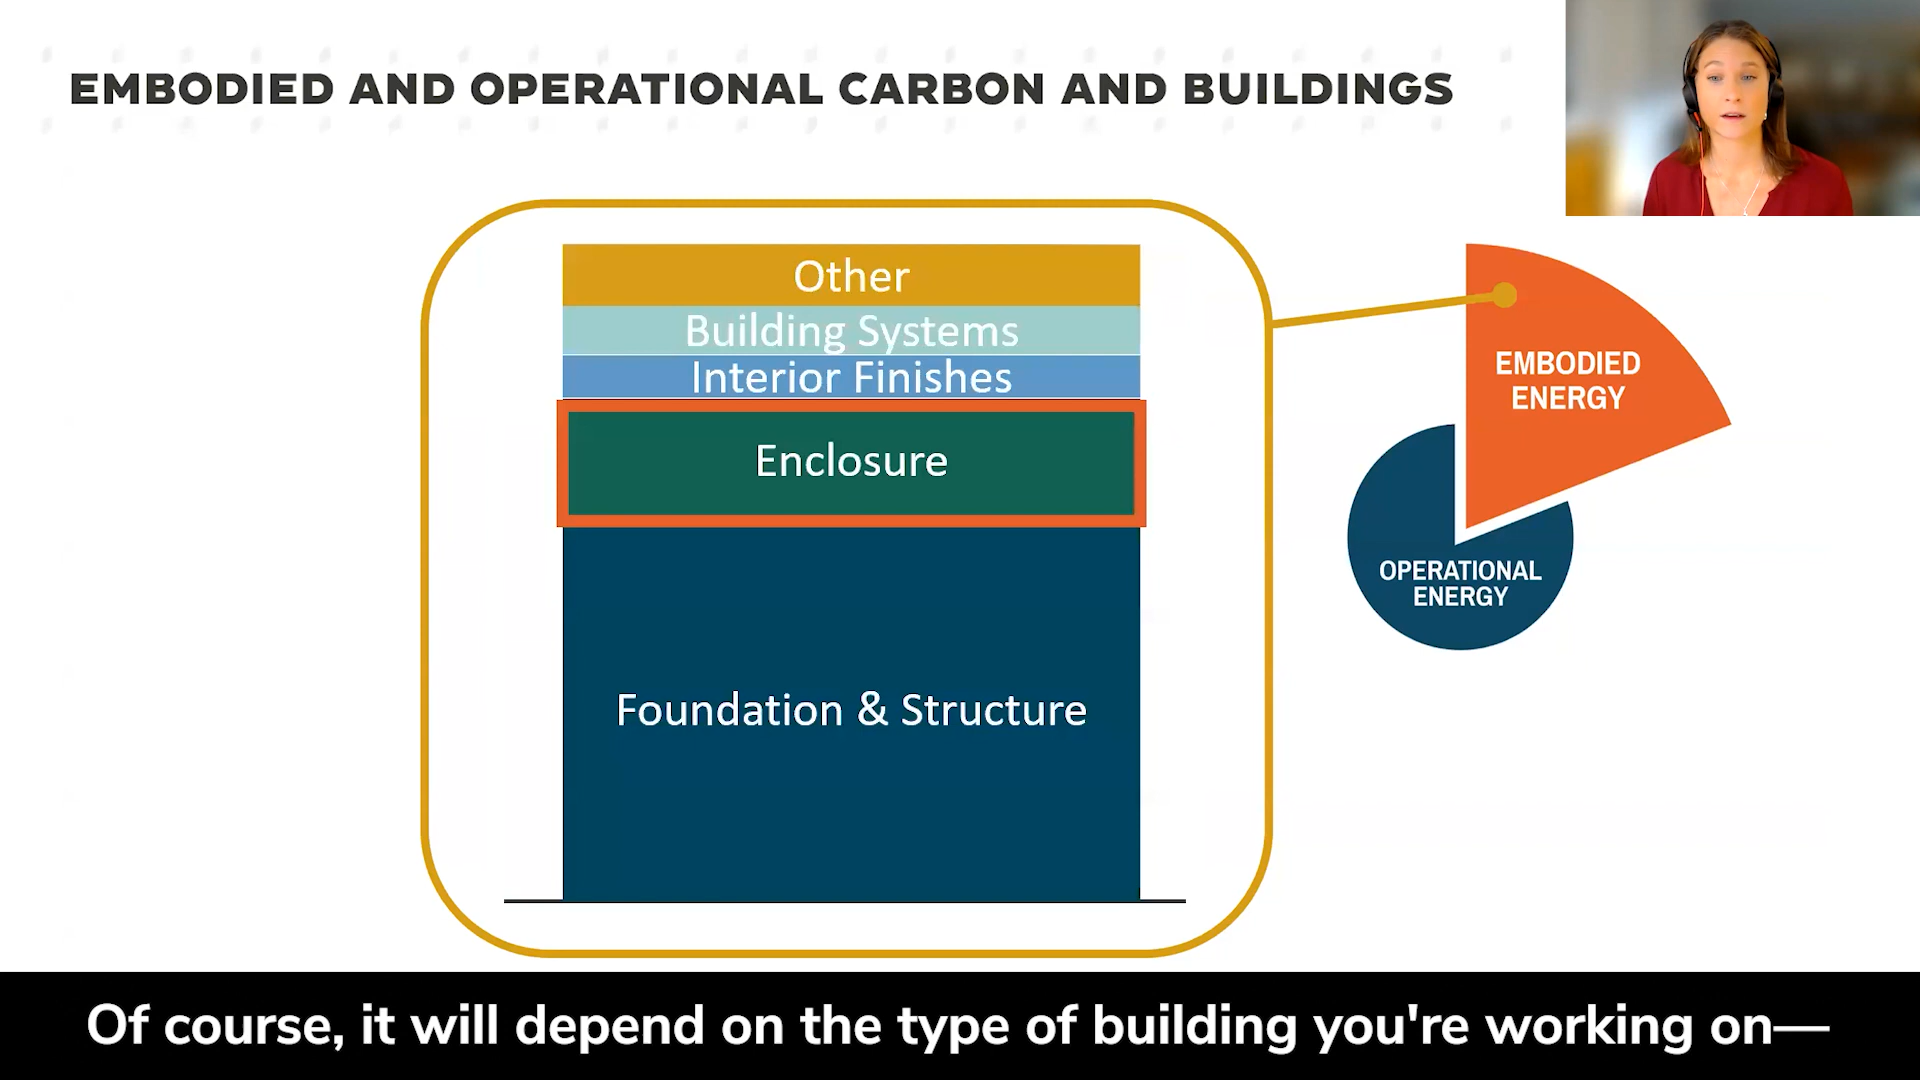 EMBODIED AND OPERATIONAL CARBON AND BUILDINGS
Other
Building Systems
Interior Finishes
Enclosure
Foundation & Structure
EMBODIED
ENERGY
OPERATIONAL
ENERGY
Of course, it will depend on the type of building you're working on—